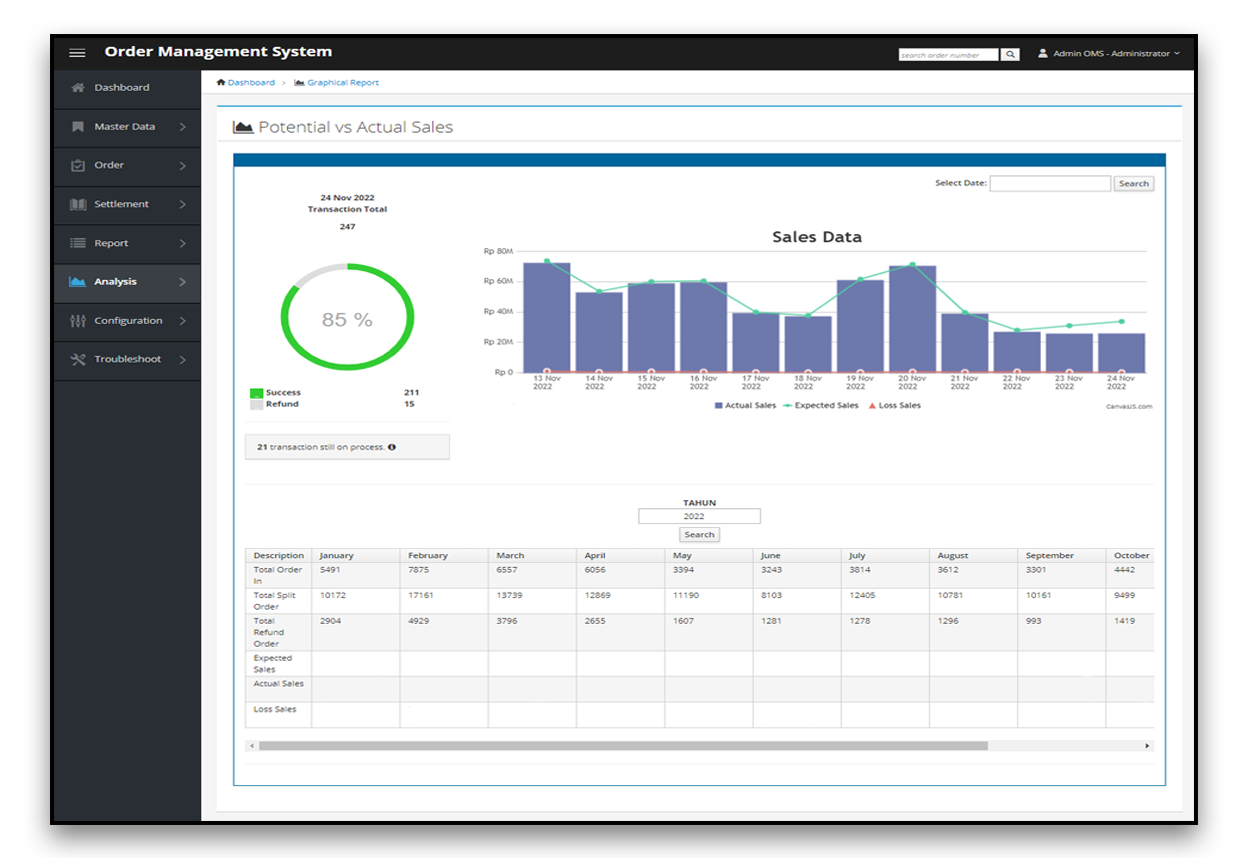 Order Management System
search order number
Admin OMS - Administrator
Dashboard
Master Data
Order
Settlement
Report
Analysis
Configuration
Troubleshoot
Dashboard > Graphical Report
Potential vs Actual Sales
Select Date:
Search
24 Nov 2022
Transaction Total
247
85 %
Success 211
Refund 15
21 transaction still on process.
Sales Data
Rp 80M
Rp 60M
Rp 40M
Rp 20M
Rp 0
13 Nov 14 Nov 15 Nov 16 Nov 17 Nov 18 Nov 19 Nov 20 Nov 21 Nov 22 Nov 23 Nov 24 Nov
2022 2022 2022 2022 2022 2022 2022 2022 2022 2022 2022 2022
Actual Sales Expected Sales Loss Sales
CanvasJS.com
TAHUN
2022
Search
Description January February March April May June July August September October
Total Order 5491 7875 6557 6056 3394 3243 3814 3612 3301 4442
In
Total Split 10172 17161 13739 12869 11190 8103 12405 10781 10161 9499
Order
Total 2904 4929 3796 2655 1607 1281 1278 1296 993 1419
Refund
Order
Expected
Sales
Actual Sales
Loss Sales